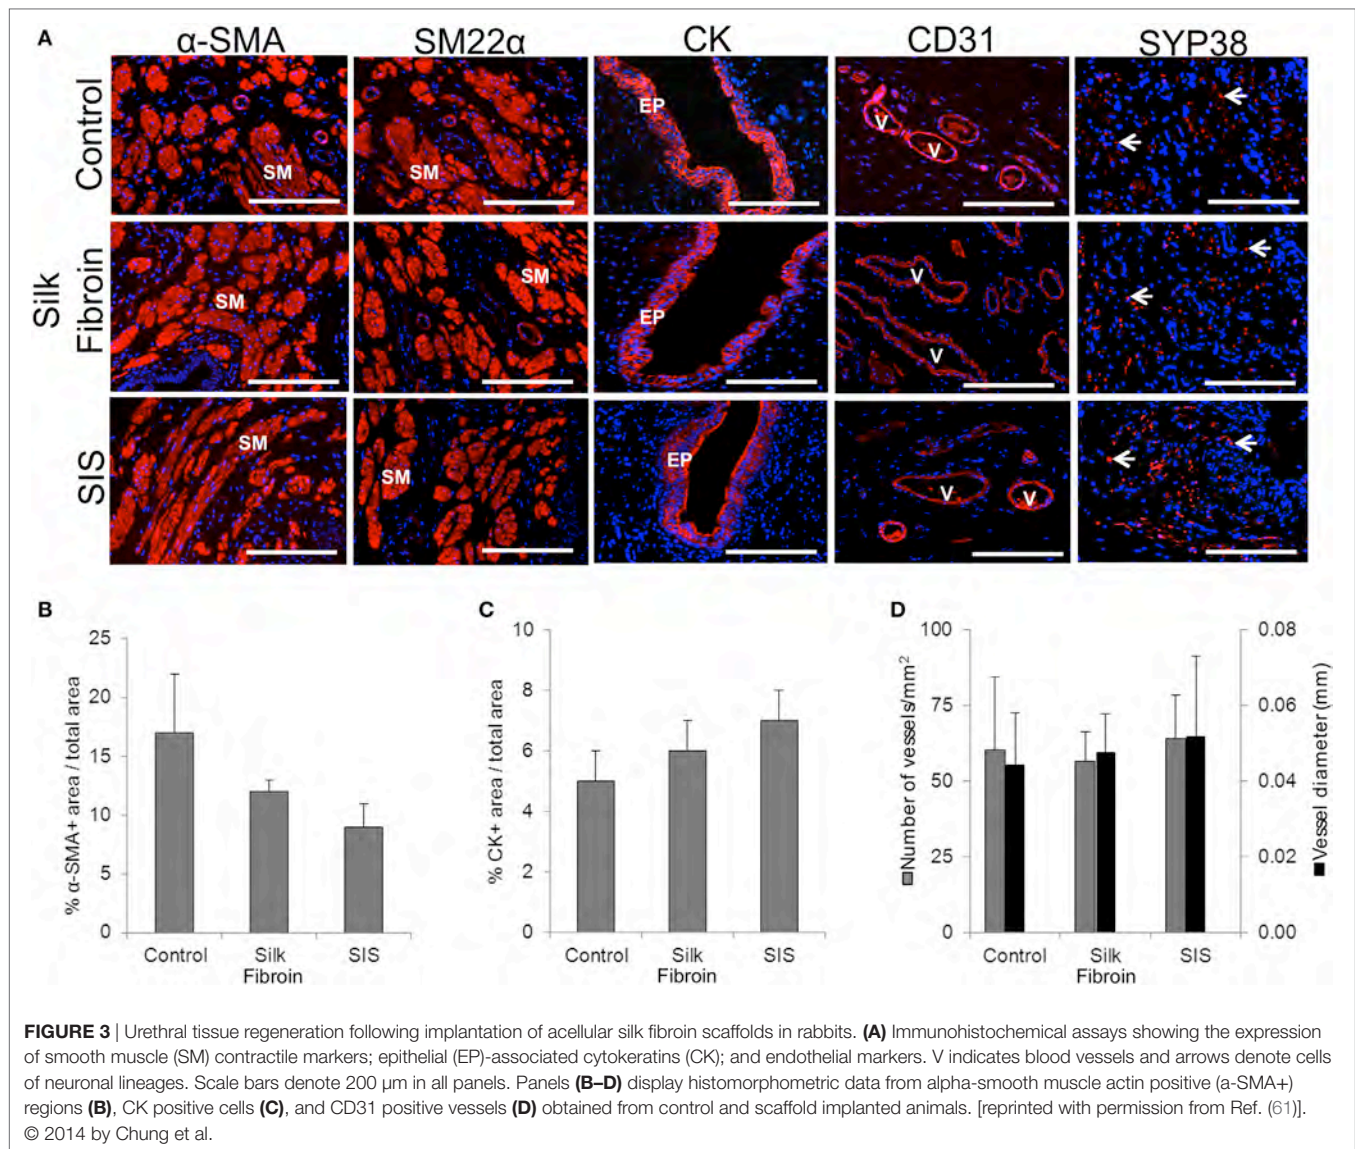 A
α-SMA SM22α CK CD31 SYP38
Control
SM SM EP V V
Silk
Fibroin
SM SM EP V V
SIS
SM SM EP V V
B
% α-SMA+ area / total area
25
20
15
10
5
0
Control Silk SIS
Fibroin
C
% CK+ area / total area
10
8
6
4
2
0
Control Silk SIS
Fibroin
D
Number of vessels/mm²
100
75
50
25
0
Vessel diameter (mm)
0.08
0.06
0.04
0.02
0.00
Control Silk SIS
Fibroin
FIGURE 3 | Urethral tissue regeneration following implantation of acellular silk fibroin scaffolds in rabbits. (A) Immunohistochemical assays showing the expression
of smooth muscle (SM) contractile markers; epithelial (EP)-associated cytokeratins (CK); and endothelial markers. V indicates blood vessels and arrows denote cells
of neuronal lineages. Scale bars denote 200 μm in all panels. Panels (B–D) display histomorphometric data from alpha-smooth muscle actin positive (a-SMA+)
regions (B), CK positive cells (C), and CD31 positive vessels (D) obtained from control and scaffold implanted animals. [reprinted with permission from Ref. (61)].
© 2014 by Chung et al.